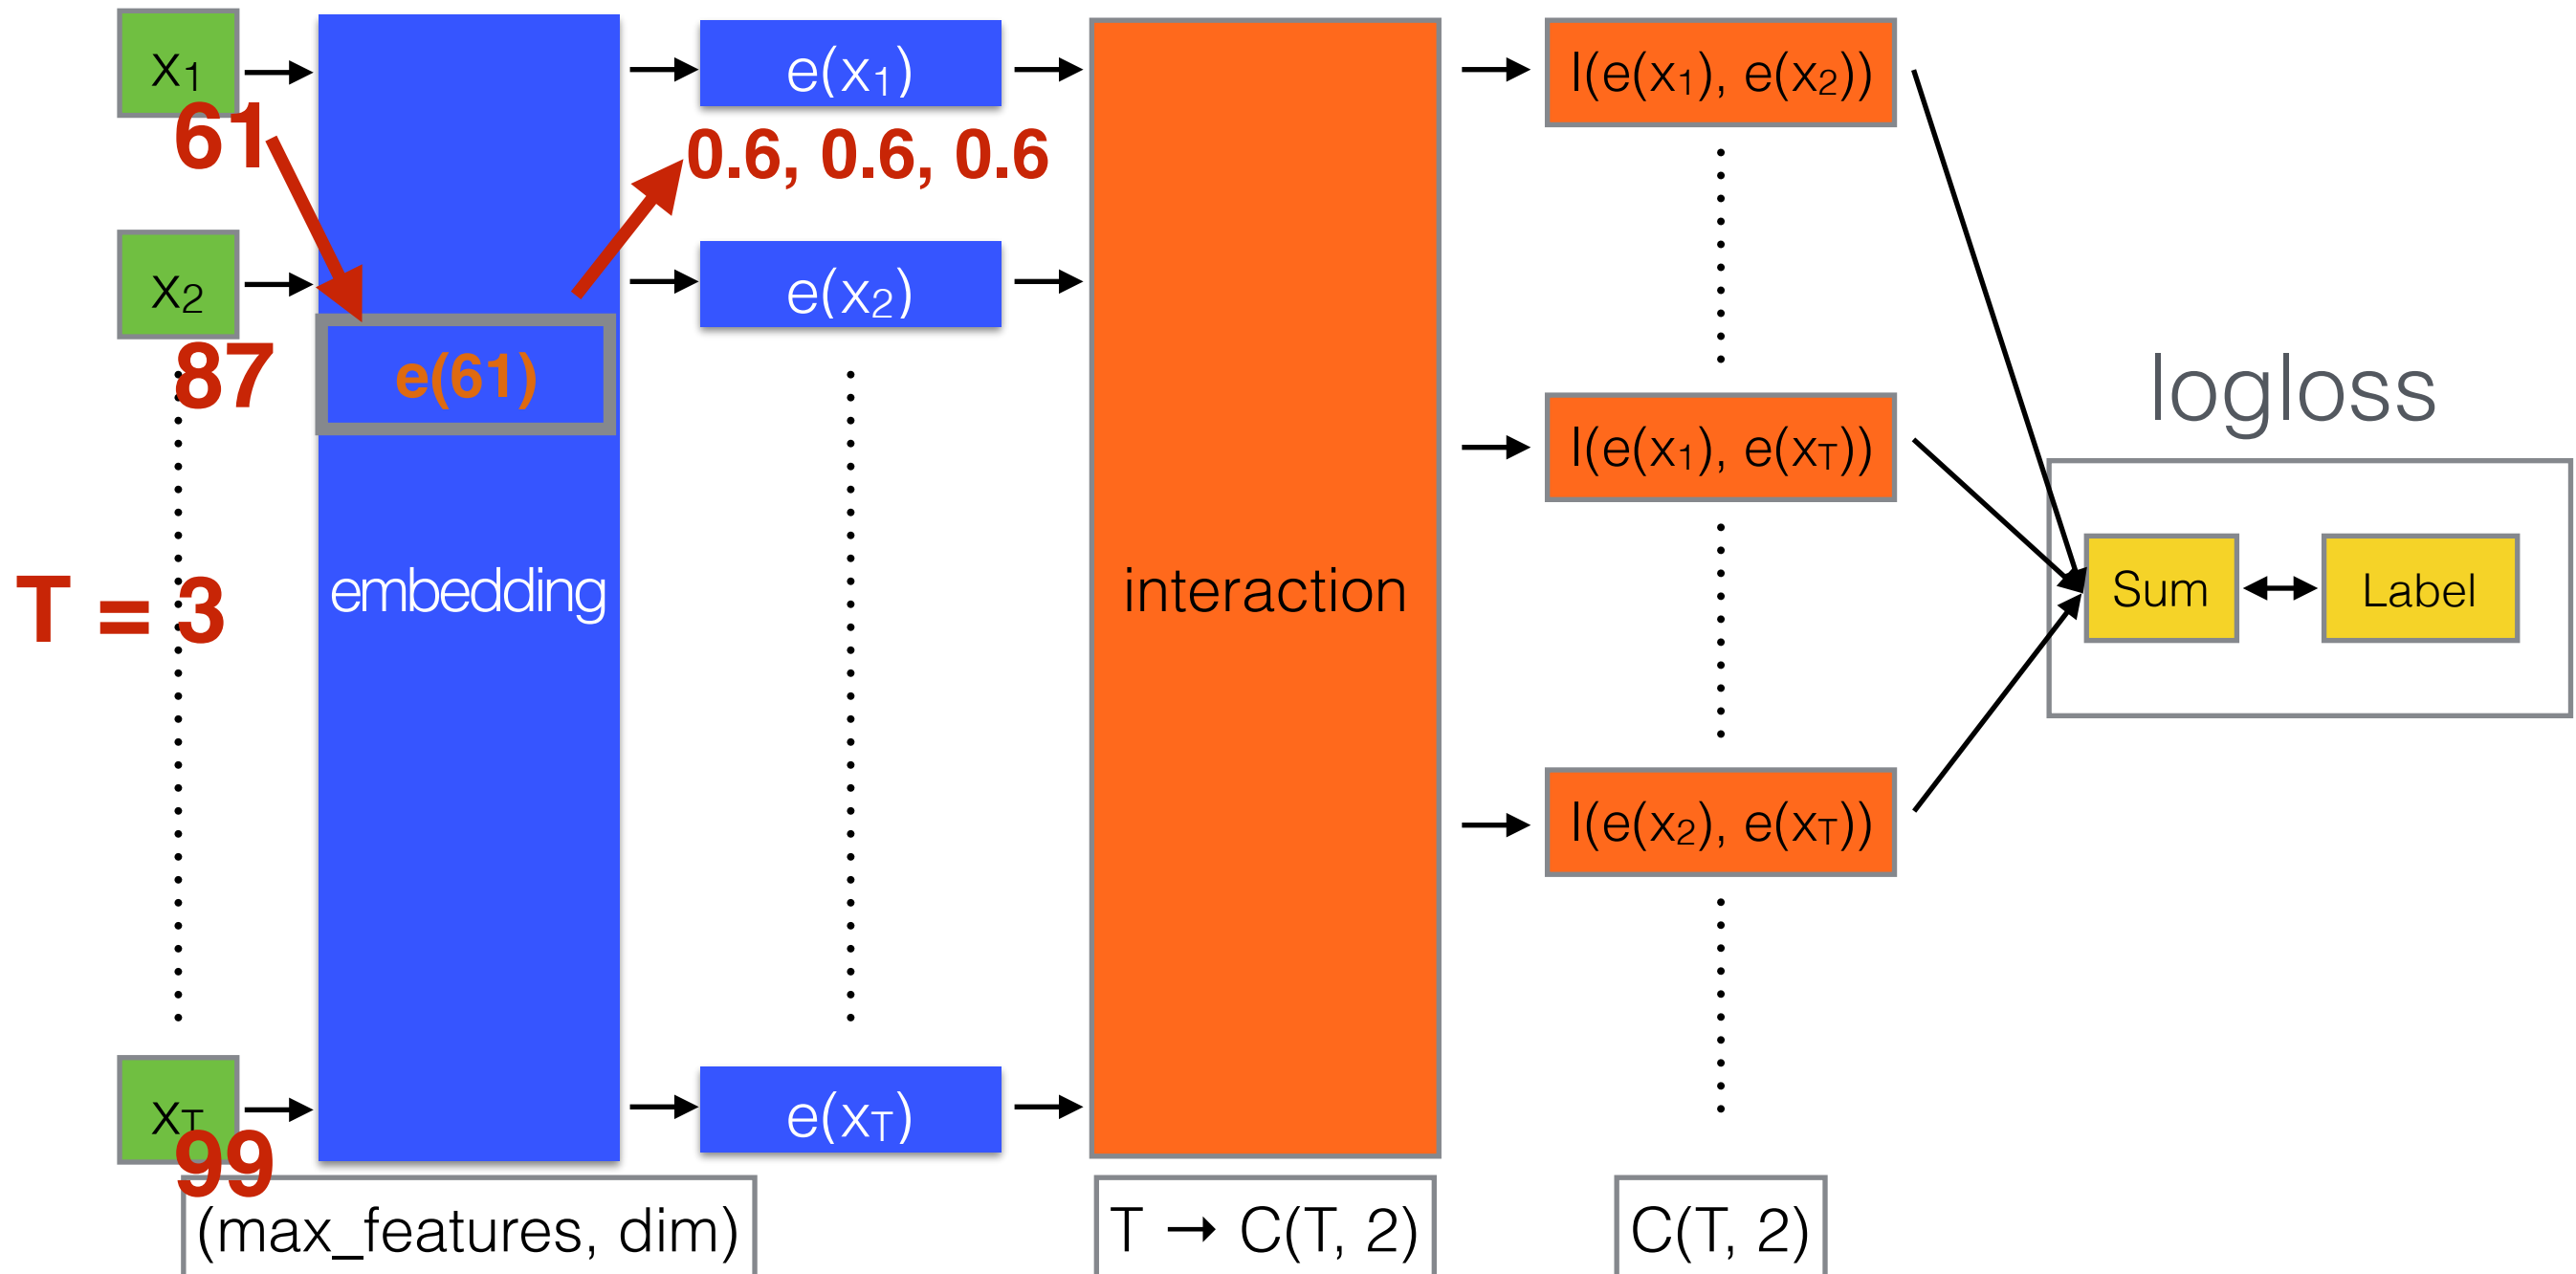 x1
61
x2
87
T = 3
xT
99
e(61)
embedding
(max_features, dim)
e(x1)
0.6, 0.6, 0.6
e(x2)
e(xT)
interaction
T → C(T, 2)
I(e(x1), e(x2))
I(e(x1), e(xT))
I(e(x2), e(xT))
C(T, 2)
logloss
Sum
Label